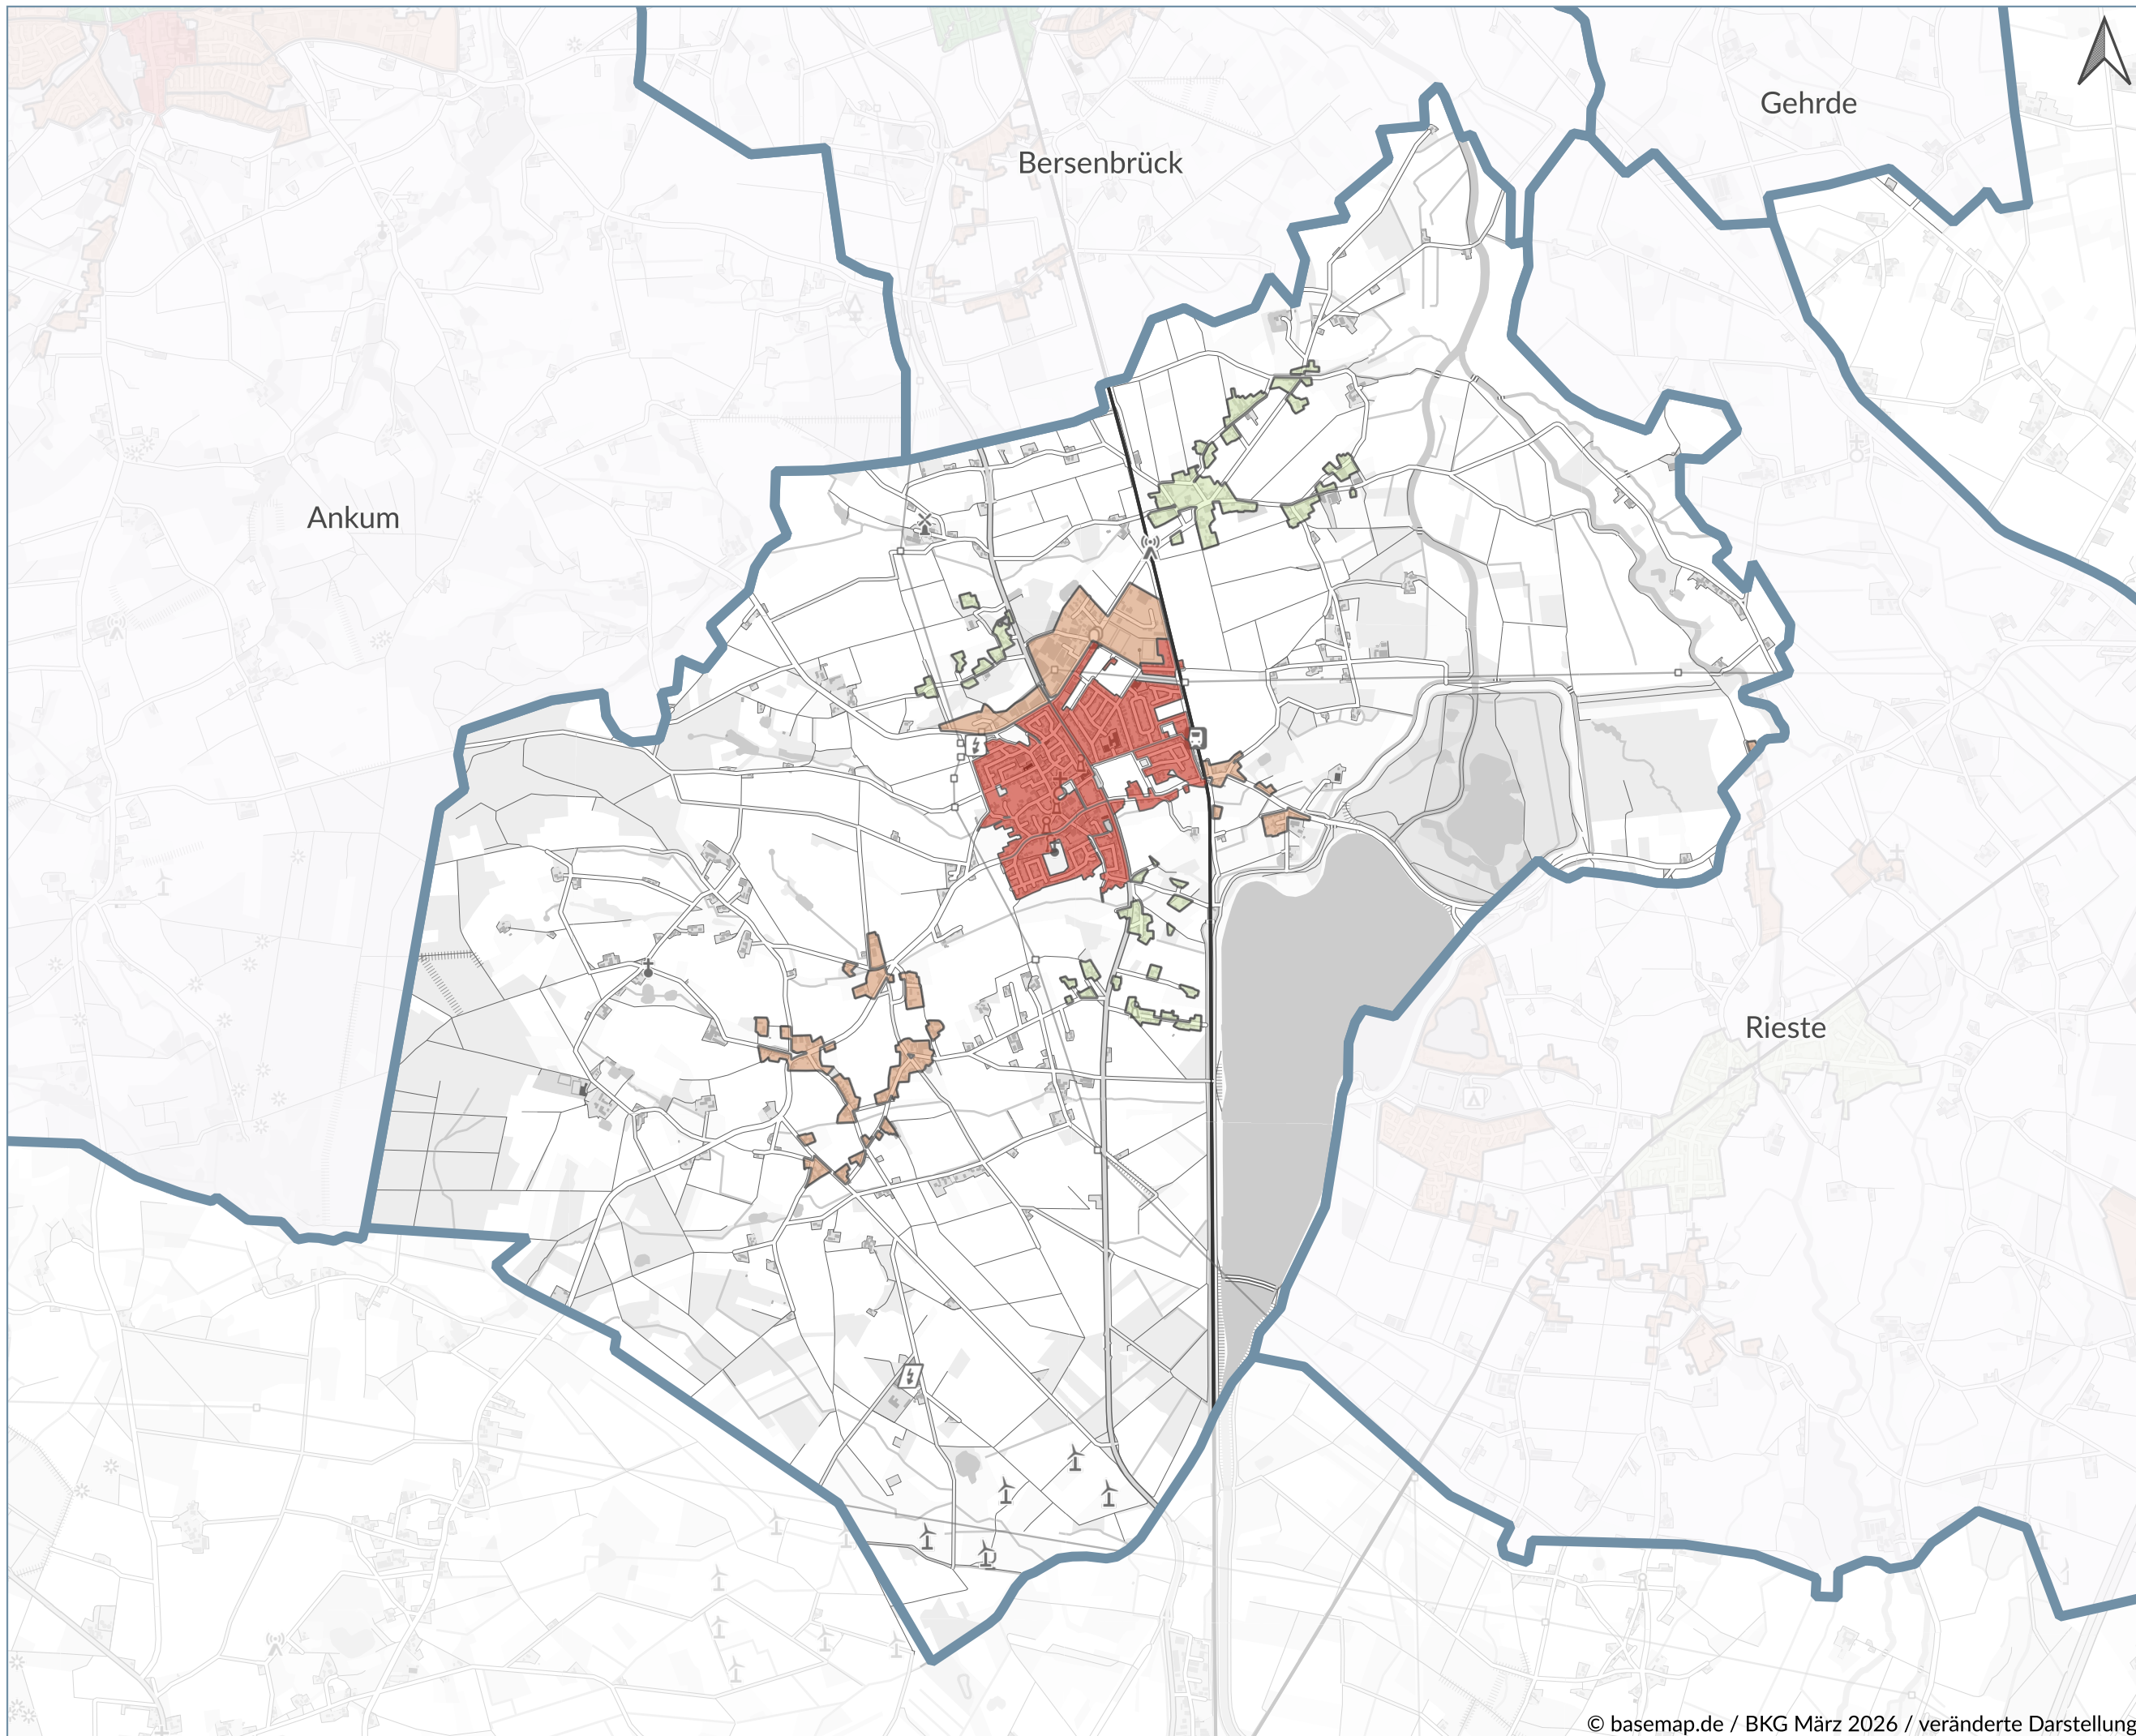 Gehrde
Bersenbrück
Ankum
Rieste
© basemap.de / BKG März 2026 / veränderte Darstellung